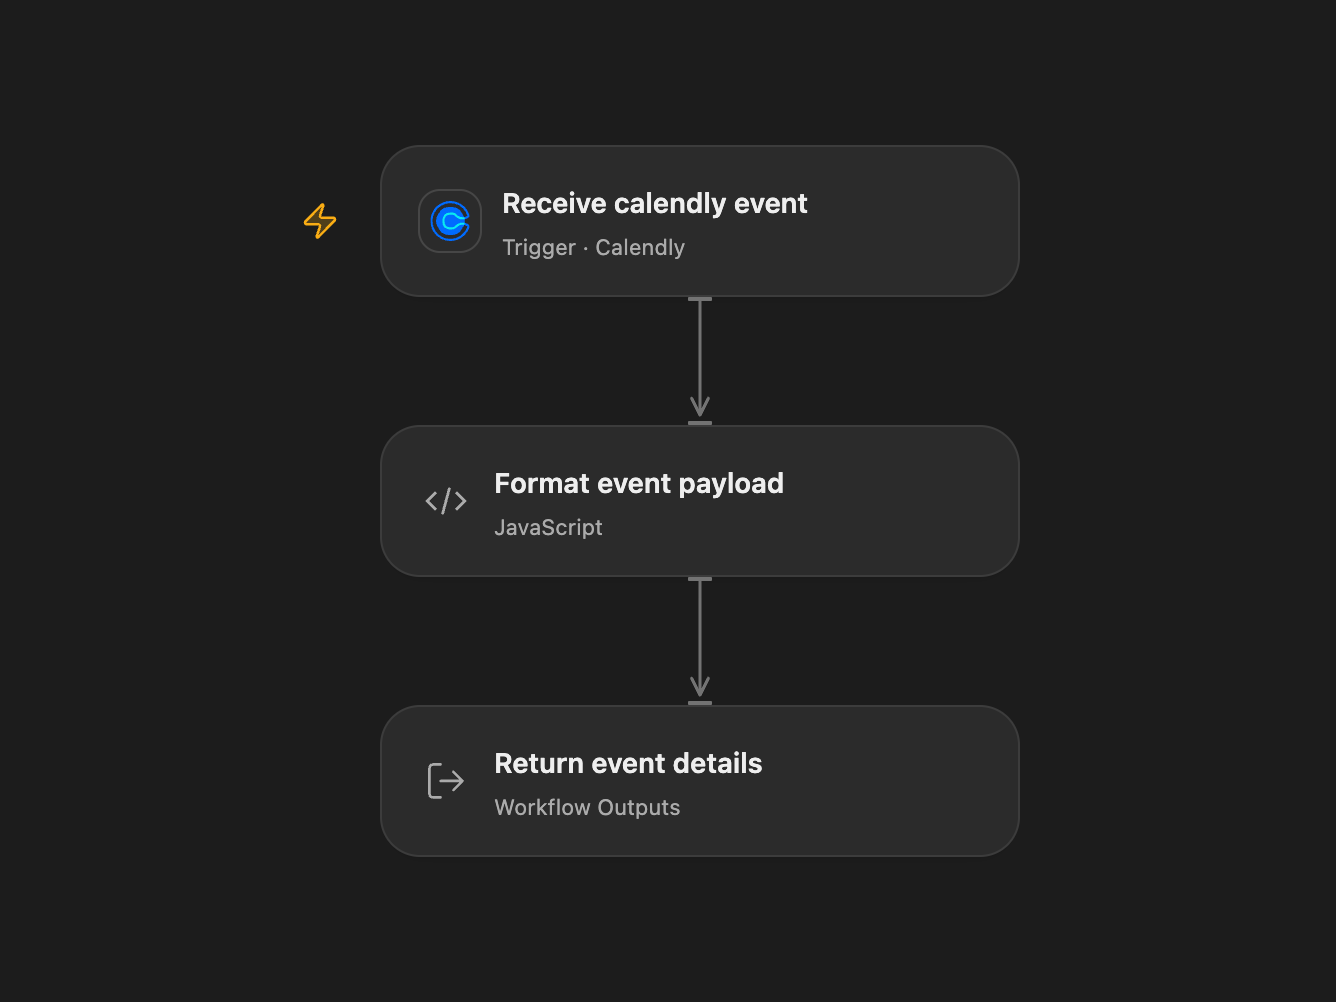 Receive calendly event
Trigger · Calendly
Format event payload
JavaScript
Return event details
Workflow Outputs